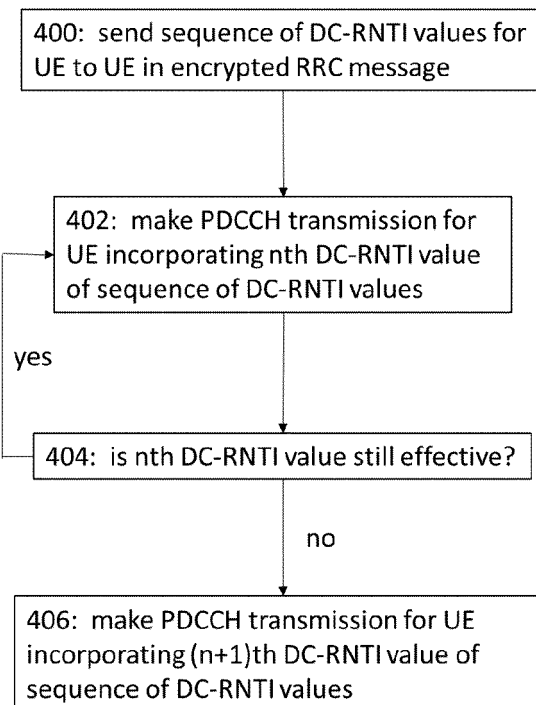 400: send sequence of DC-RNTI values for
UE to UE in encrypted RRC message
402: make PDCCH transmission for
UE incorporating nth DC-RNTI value
of sequence of DC-RNTI values
yes
404: is nth DC-RNTI value still effective?
no
406: make PDCCH transmission for UE
incorporating (n+1)th DC-RNTI value of
sequence of DC-RNTI values